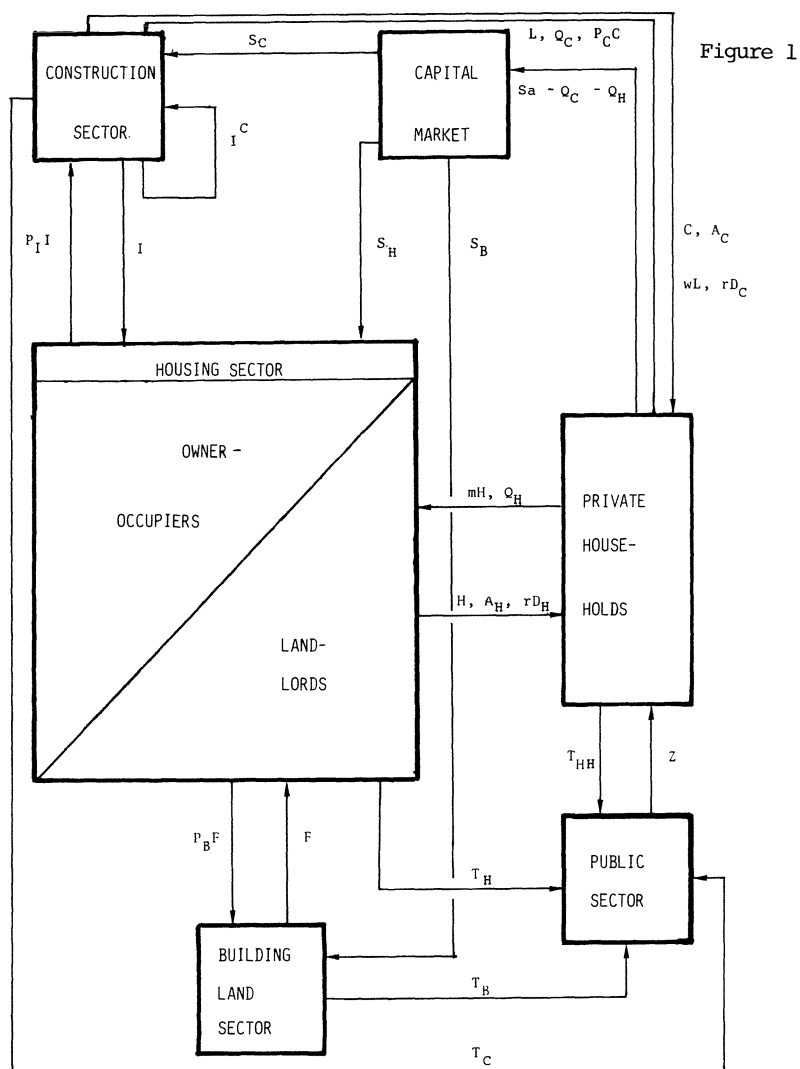 Figure 1
S_C
L, Q_C, P_C C
CONSTRUCTION
SECTOR.
CAPITAL
MARKET
Sa - Q_C - Q_H
I^C
P_I I
I
S_H
S_B
C, A_C
wL, rD_C
HOUSING SECTOR
OWNER -
OCCUPIERS
mH, Q_H
PRIVATE
HOUSE-
HOLDS
H, A_H, rD_H
LAND-
LORDS
T_HH
Z
P_B F
F
T_H
PUBLIC
SECTOR
BUILDING
LAND
SECTOR
T_B
T_C